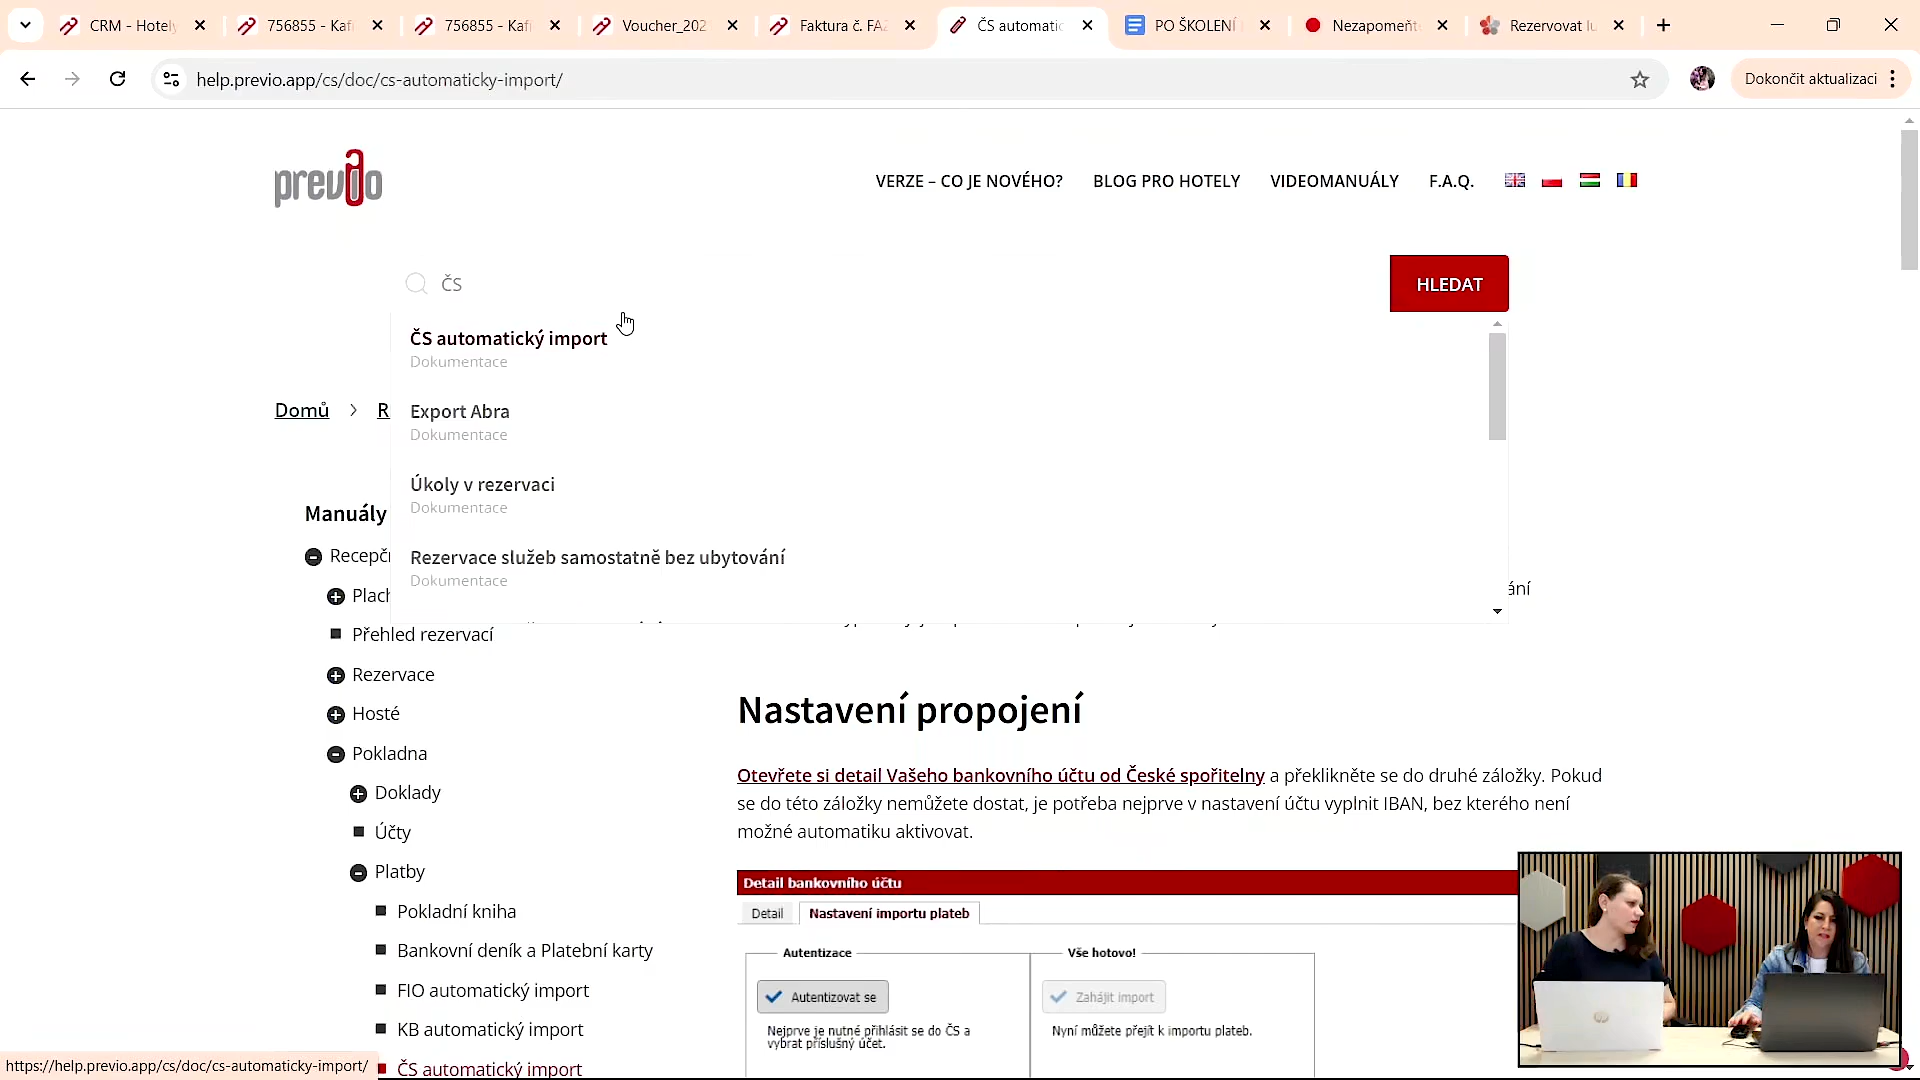 CRM - Hotely
756855 - Kaf
756855 - Kaf
Voucher_202
Faktura č. FAZ
ČS automatic
PO ŠKOLENÍ
Nezapomeňt
Rezervovat lu
help.previo.app/cs/doc/cs-automaticky-import/
Dokončit aktualizaci
previo
VERZE – CO JE NOVÉHO?
BLOG PRO HOTELY
VIDEOMANUÁLY
F.A.Q.
ČS
HLEDAT
ČS automatický import
Dokumentace
Domů
R
Export Abra
Dokumentace
Úkoly v rezervaci
Dokumentace
Rezervace služeb samostatně bez ubytování
Dokumentace
ání
Manuály
Recepčn
Plach
Přehled rezervací
Rezervace
Hosté
Pokladna
Doklady
Účty
Platby
Pokladní kniha
Bankovní deník a Platební karty
FIO automatický import
KB automatický import
ČS automatický import
Nastavení propojení
Otevřete si detail Vašeho bankovního účtu od České spořitelny a překlikněte se do druhé záložky. Pokud
se do této záložky nemůžete dostat, je potřeba nejprve v nastavení účtu vyplnit IBAN, bez kterého není
možné automatiku aktivovat.
Detail bankovního účtu
Detail
Nastavení importu plateb
Autentizace
Autentizovat se
Nejprve je nutné přihlásit se do ČS a
vybrat příslušný účet.
Vše hotovo!
Zahájit import
Nyní můžete přejít k importu plateb.
https://help.previo.app/cs/doc/cs-automaticky-import/